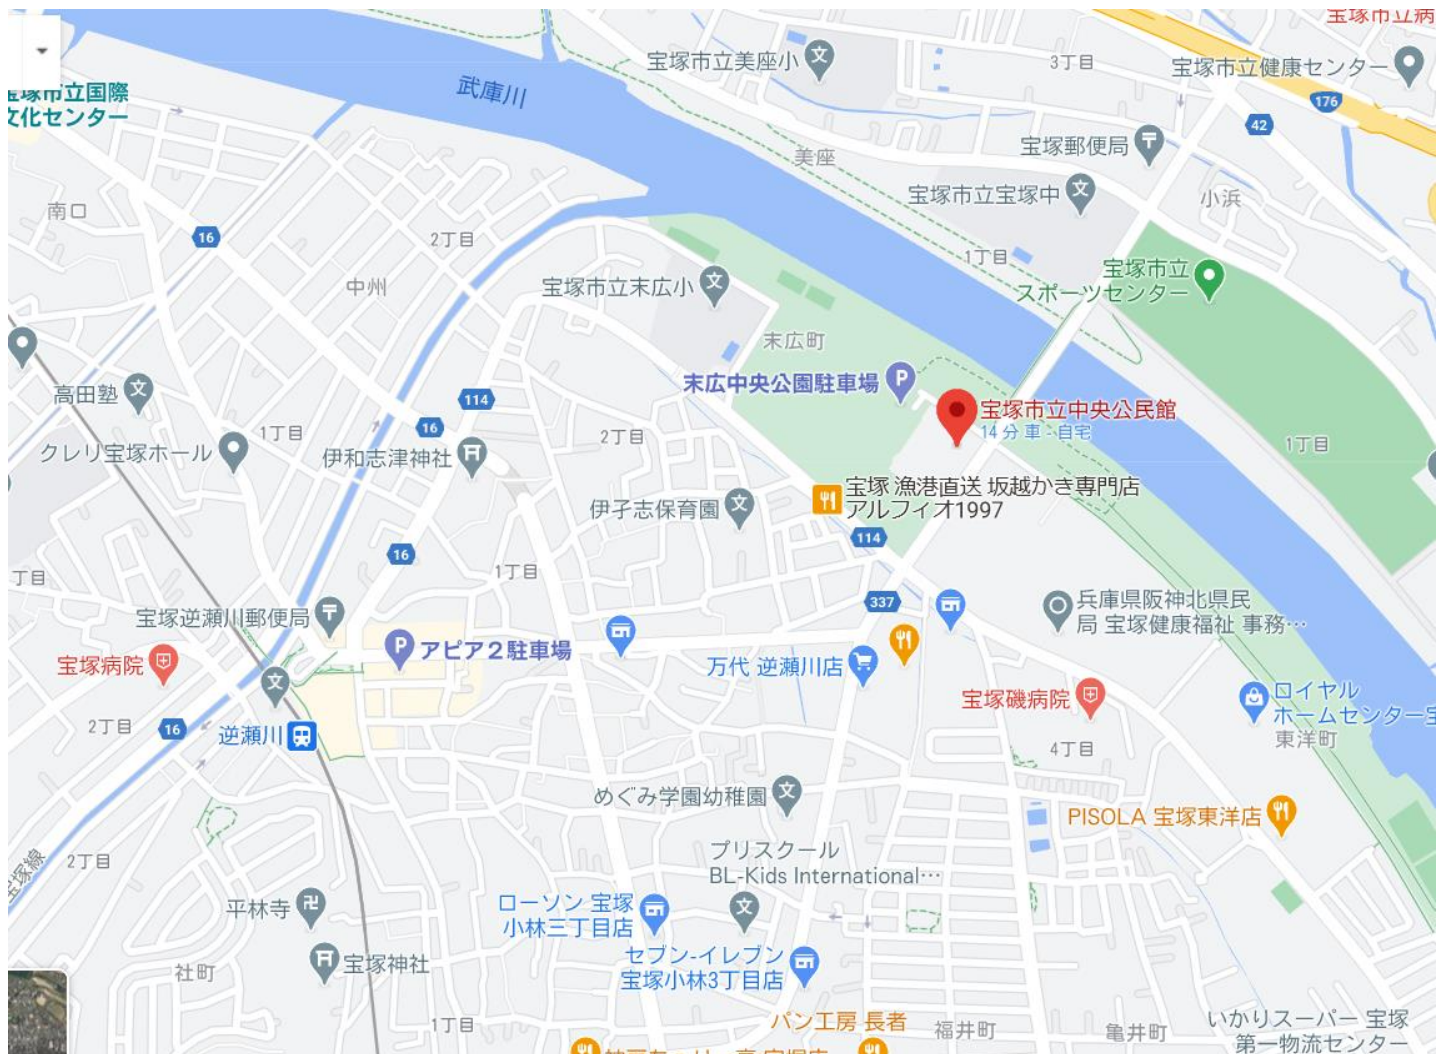 宝塚市立病
宝塚市立国際
文化センター
武庫川
宝塚市立美座小
3丁目
宝塚市立健康センター
176
42
宝塚郵便局
美座
宝塚市立宝塚中
小浜
南口
16
2丁目
1丁目
宝塚市立
スポーツセンター
中州
宝塚市立末広小
末広町
末広中央公園駐車場
P
宝塚市立中央公民館
14 分 車 - 自宅
高田塾
114
16
1丁目
2丁目
1丁目
クレリ宝塚ホール
伊和志津神社
宝塚 漁港直送 坂越かき専門店
アルフィオ1997
伊孑志保育園
114
16
丁目
1丁目
宝塚逆瀬川郵便局
337
兵庫県阪神北県民
局 宝塚健康福祉 事務…
宝塚病院
P
アピア2駐車場
万代 逆瀬川店
宝塚磯病院
ロイヤル
ホームセンター宝
東洋町
2丁目
16
逆瀬川
4丁目
めぐみ学園幼稚園
PISOLA 宝塚東洋店
2丁目
宝塚線
プリスクール
BL-Kids International…
平林寺
ローソン 宝塚
小林三丁目店
セブン-イレブン
宝塚小林3丁目店
宝塚神社
社町
1丁目
パン工房 長者
福井町
亀井町
いかりスーパー 宝塚
第一物流センター